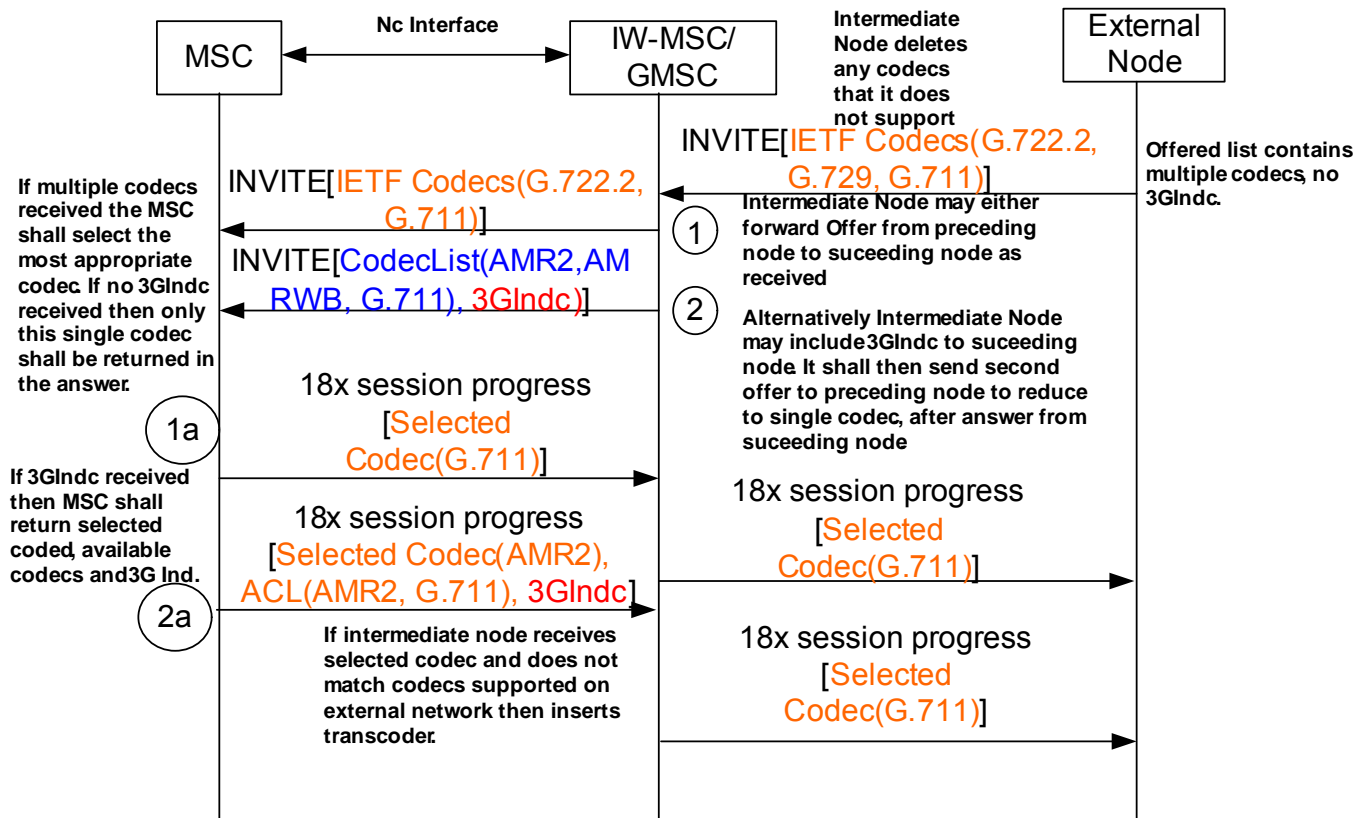 MSC
Nc Interface
IW-MSC/
GMSC
Intermediate
Node deletes
any codecs
that it does
not support
External
Node
INVITE[IETF Codecs(G.722.2,
G.729, G.711)]
Offered list contains
multiple codecs, no
3GIndc.
If multiple codecs
received the MSC
shall select the
most appropriate
codec. If no 3GIndc
received then only
this single codec
shall be returned in
the answer.
INVITE[IETF Codecs(G.722.2,
G.711)]
1
Intermediate Node may either
forward Offer from preceding
node to suceeding node as
received
INVITE[CodecList(AMR2,AM
RWB, G.711), 3GIndc)]
2
Alternatively Intermediate Node
may include 3GIndc to suceeding
node. It shall then send second
offer to preceding node to reduce
to single codec, after answer from
suceeding node
1a
18x session progress
[Selected
Codec(G.711)]
If 3GIndc received
then MSC shall
return selected
coded, available
codecs and 3G Ind.
18x session progress
[Selected
Codec(G.711)]
2a
18x session progress
[Selected Codec(AMR2),
ACL(AMR2, G.711), 3GIndc]
If intermediate node receives
selected codec and does not
match codecs supported on
external network then inserts
transcoder.
18x session progress
[Selected
Codec(G.711)]